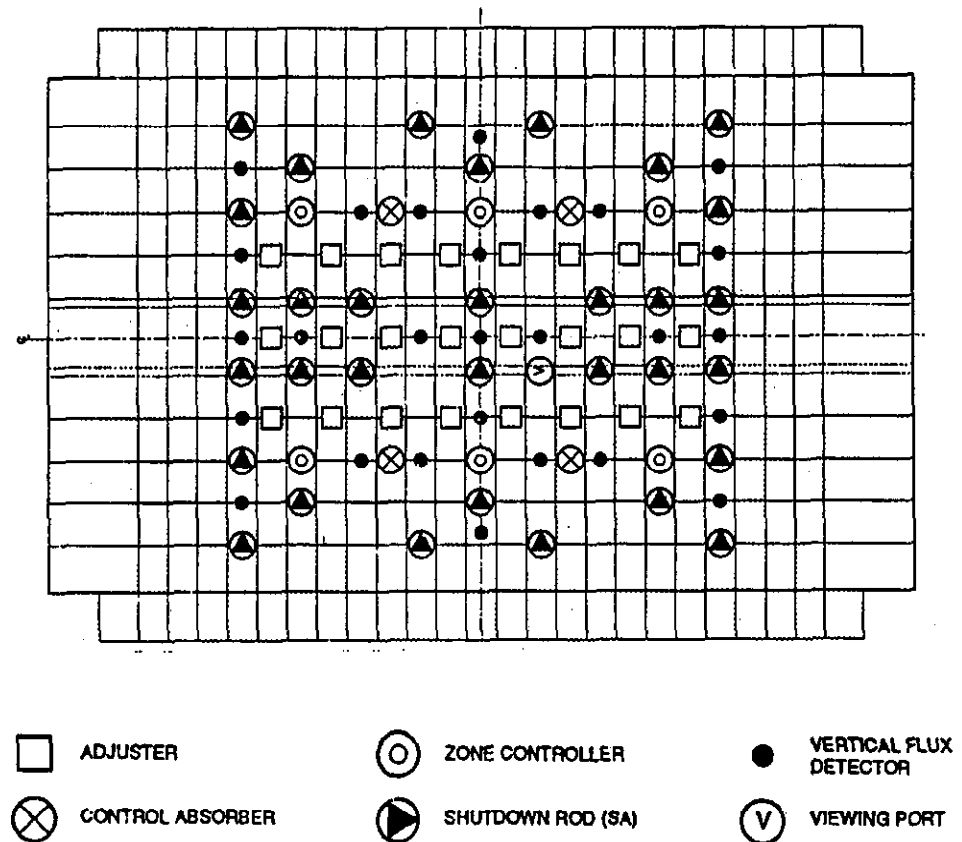 ADJUSTER
ZONE CONTROLLER
VERTICAL FLUX
DETECTOR
CONTROL ABSORBER
SHUTDOWN ROD (SA)
V
VIEWING PORT